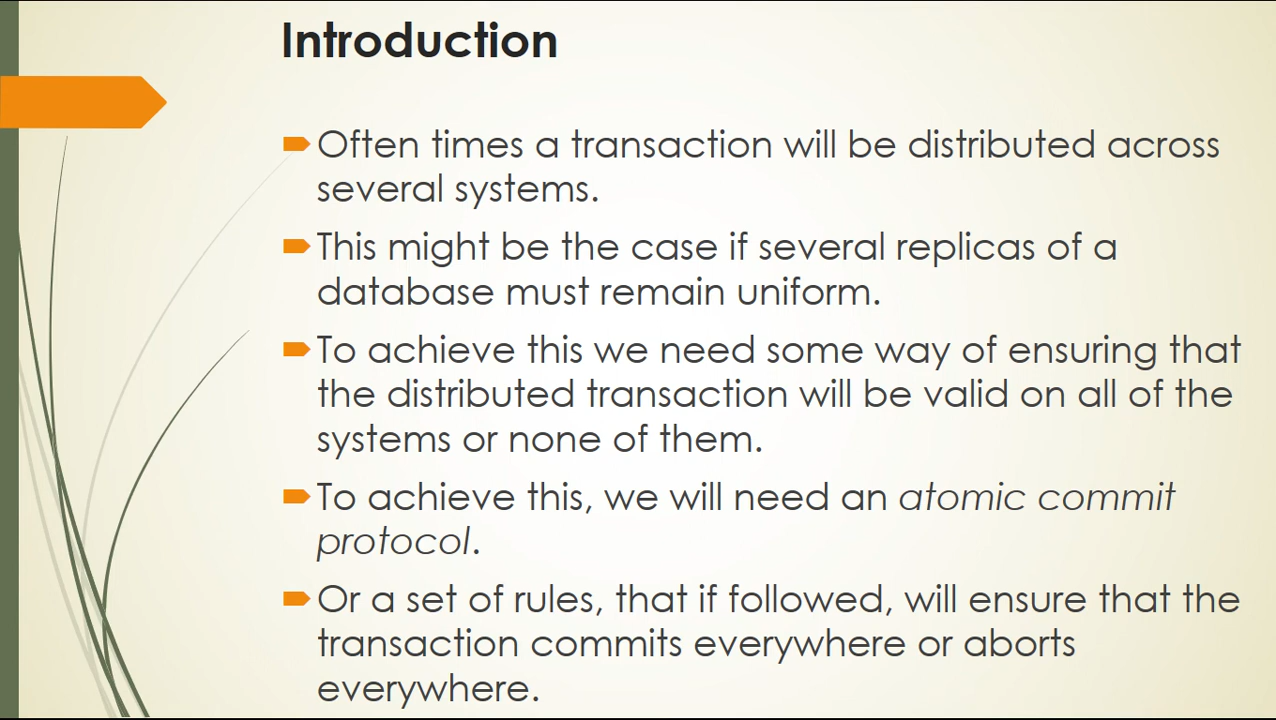 Introduction
Often times a transaction will be distributed across
several systems.
This might be the case if several replicas of a
database must remain uniform.
To achieve this we need some way of ensuring that
the distributed transaction will be valid on all of the
systems or none of them.
To achieve this, we will need an atomic commit
protocol.
Or a set of rules, that if followed, will ensure that the
transaction commits everywhere or aborts
everywhere.